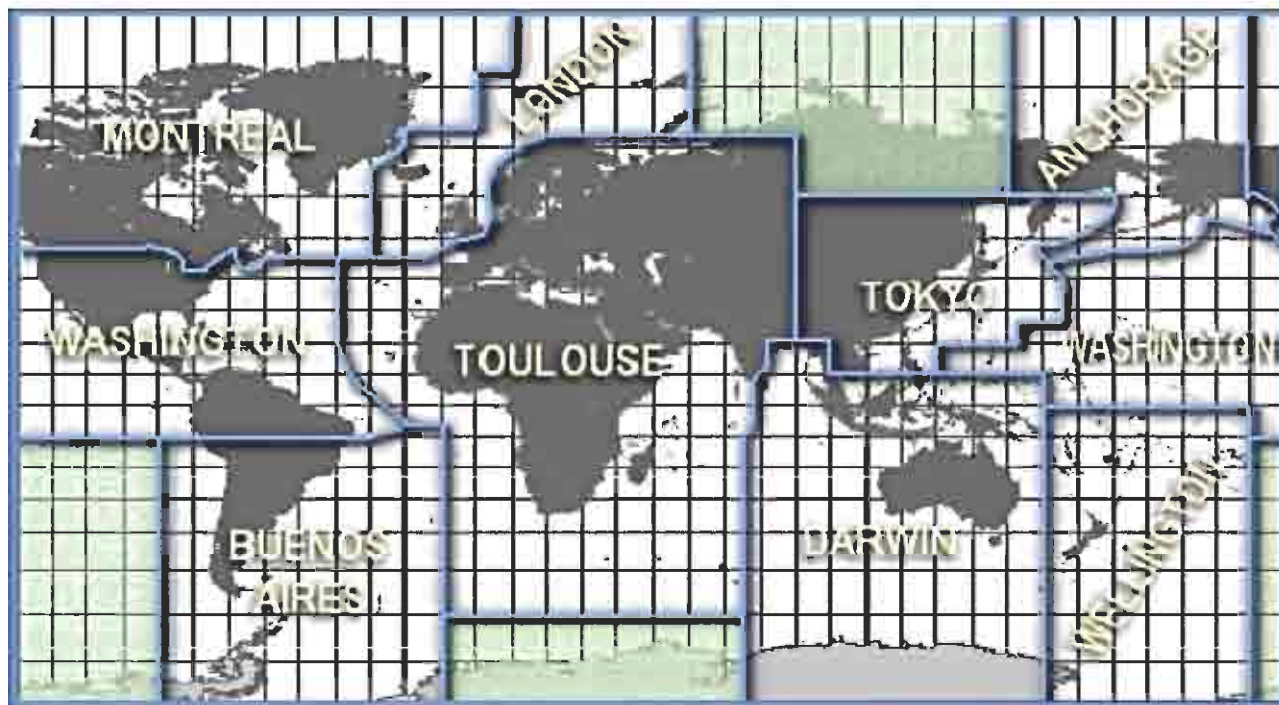 MONTREAL
LONDON
ANCHORAGE
WASHINGTON
TOULOUSE
TOKYO
WASHINGTON
BUENOS
AIRES
DARWIN
WELLINGTON